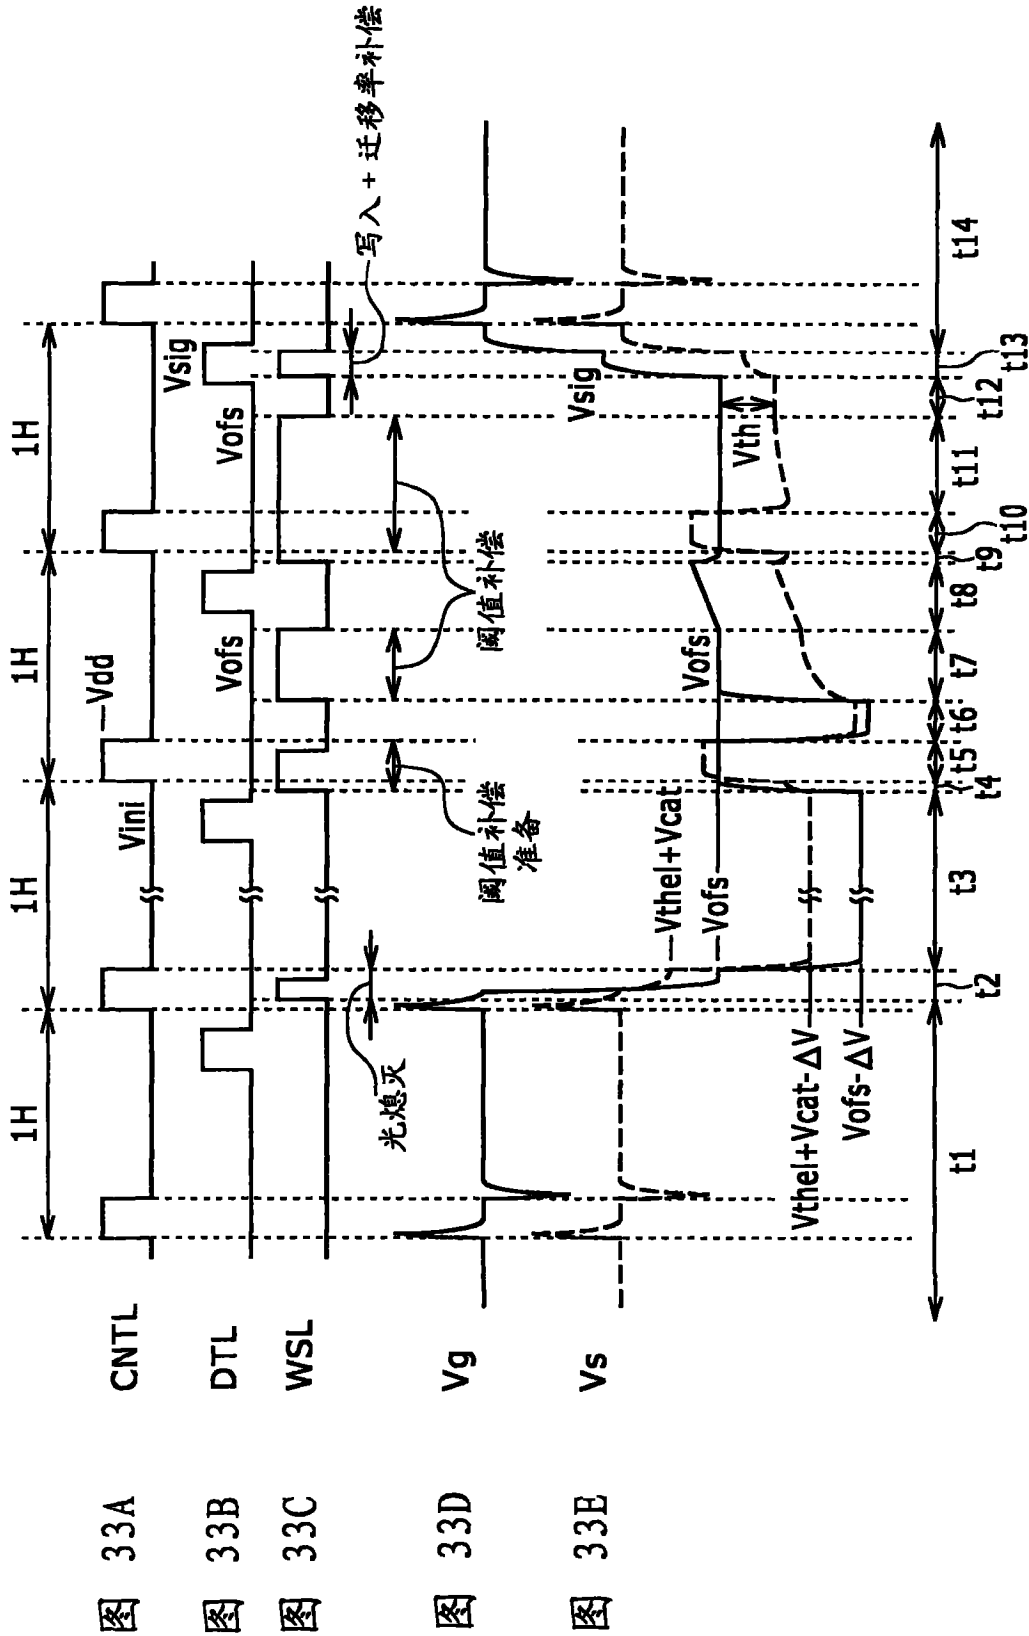 图 33A
CNTL
1H
1H
1H
1H
Vini
Vdd
图 33B
DTL
Vofs
Vofs
Vsig
图 33C
WSL
光熄灭
阈值补偿
准备
阈值补偿
写入 + 迁移率补偿
图 33D
Vg
图 33E
Vs
Vthel+Vcat
Vofs
Vofs
Vsig
Vth
Vthel+Vcat-ΔV
Vofs-ΔV
t1
t2
t3
t4
t5
t6
t7
t8
t9
t10
t11
t12
t13
t14